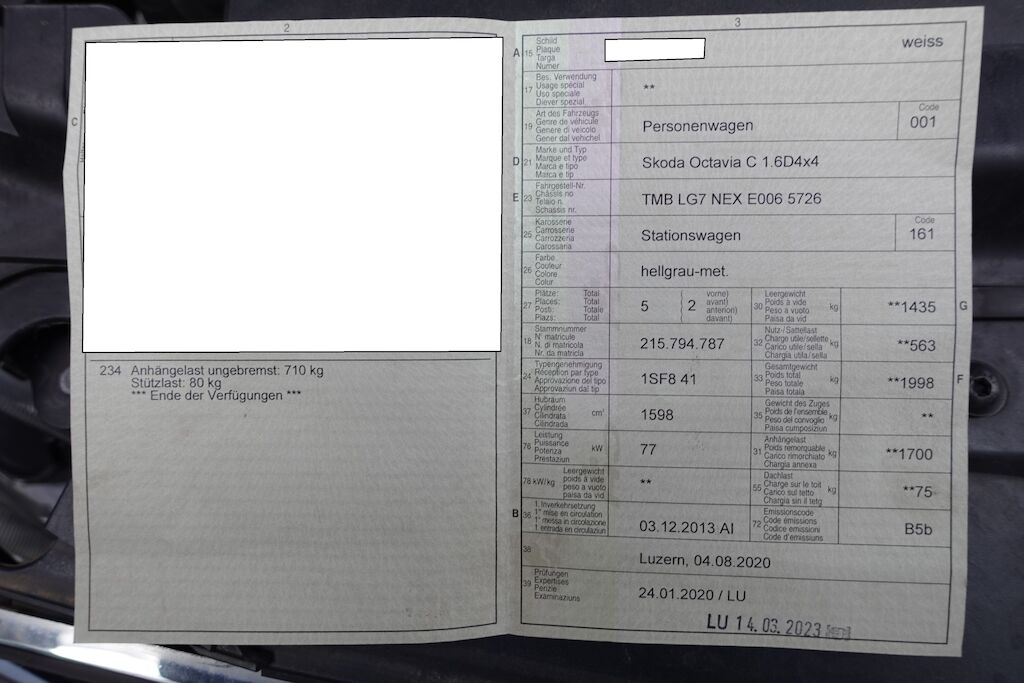 2
C
234 Anhängelast ungebremst: 710 kg
Stützlast: 80 kg
*** Ende der Verfügungen ***
3
A 15 Schild
Plaque
Targa
Numer
weiss
17 Bes. Verwendung
Usage spécial
Uso speciale
Diever spezial
**
19 Art des Fahrzeugs
Genre de véhicule
Genere di veicolo
Gener dal vehichel
Personenwagen
Code
001
D 21 Marke und Typ
Marque et type
Marca e tipo
Marca e tip
Skoda Octavia C 1.6D4x4
E 23 Fahrgestell-Nr.
Châssis no
Telaio n.
Schassis nr.
TMB LG7 NEX E006 5726
25 Karosserie
Carrosserie
Carrozzeria
Carossaria
Stationswagen
Code
161
26 Farbe
Couleur
Colore
Colur
hellgrau-met.
27 Plätze: Total
Places: Total
Posti: Totale
Plazs: Total
5 ( 2 vorne)
avant)
anteriori)
davant)
30 Leergewicht
Poids à vide
Peso a vuoto
Paisa da vid
kg
**1435
G
18 Stammnummer
N° matricule
N. di matricola
Nr. da matricla
215.794.787
32 Nutz-/Sattellast
Charge utile/sellette
Carico utile/sella
Chargia utila/sella
kg
**563
24 Typengenehmigung
Réception par type
Approvazione del tipo
Approvaziun dal tip
1SF8 41
33 Gesamtgewicht
Poids total
Peso totale
Paisa totala
kg
**1998
F
37 Hubraum
Cylindrée
Cilindrata
Cilindrada
cm³
1598
35 Gewicht des Zuges
Poids de l'ensemble
Peso del convoglio
Paisa cumposiziun
kg
**
76 Leistung
Puissance
Potenza
Prestaziun
kW
77
31 Anhängelast
Poids remorquable
Carico rimorchiato
Chargia annexa
kg
**1700
78 kW/kg Leergewicht
poids à vide
peso a vuoto
paisa da vid
**
55 Dachlast
Charge sur le toit
Carico sul tetto
Chargia sin il tetg
kg
**75
B 36 1. Inverkehrsetzung
1re mise en circulation
1a messa in circolazione
1. entrada en circulaziun
03.12.2013 AI
72 Emissionscode
Code émissions
Codice emissioni
Code d'emissiuns
B5b
38
Luzern, 04.08.2020
39 Prüfungen
Expertises
Perizie
Examinaziuns
24.01.2020 / LU
LU 14.03.2023